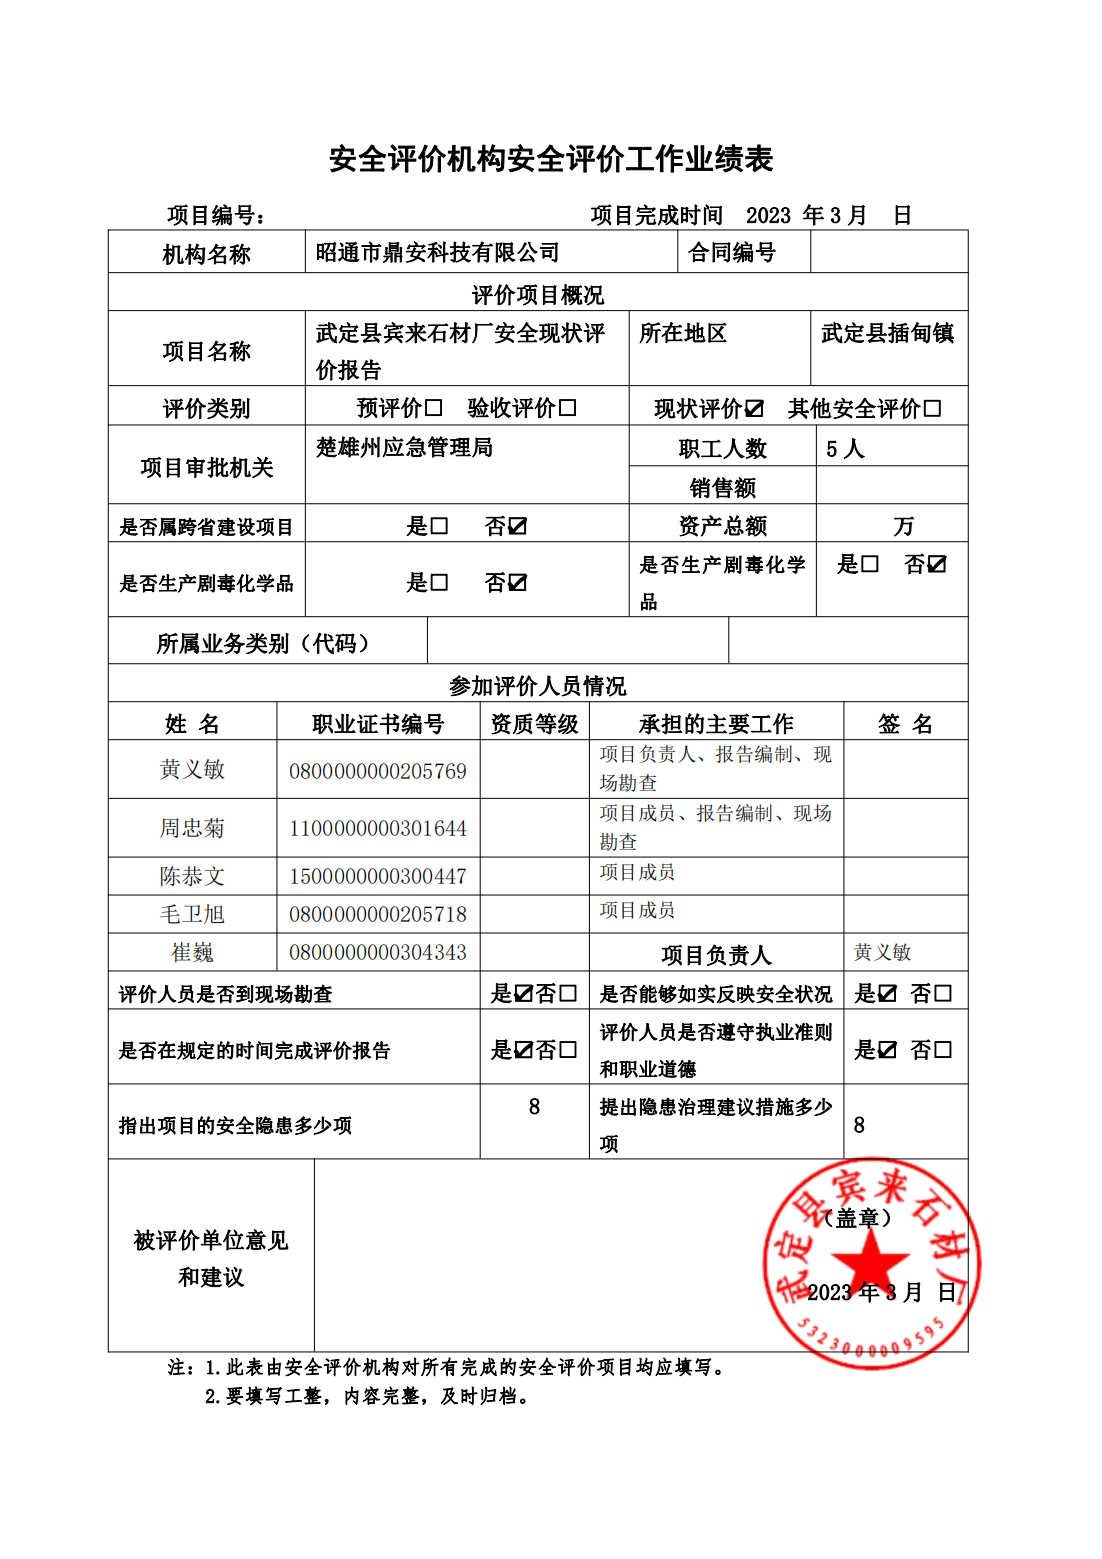 安全评价机构安全评价工作业绩表
项目编号： 项目完成时间 2023 年3月 日
机构名称 昭通市鼎安科技有限公司 合同编号
评价项目概况
项目名称 武定县宾来石材厂安全现状评价报告 所在地区 武定县插甸镇
评价类别 预评价☐ 验收评价☐ 现状评价☑ 其他安全评价☐
项目审批机关 楚雄州应急管理局 职工人数 5人
销售额
是否属跨省建设项目 是☐ 否☑ 资产总额 万
是否生产剧毒化学品 是☐ 否☑ 是否生产剧毒化学品 是☐ 否☑
所属业务类别（代码）
参加评价人员情况
姓 名 职业证书编号 资质等级 承担的主要工作 签 名
黄义敏 0800000000205769 项目负责人、报告编制、现场勘查
周忠菊 1100000000301644 项目成员、报告编制、现场勘查
陈恭文 1500000000300447 项目成员
毛卫旭 0800000000205718 项目成员
崔巍 0800000000304343 项目负责人 黄义敏
评价人员是否到现场勘查 是☑否☐ 是否能够如实反映安全状况 是☑ 否☐
是否在规定的时间完成评价报告 是☑否☐ 评价人员是否遵守执业准则和职业道德 是☑ 否☐
指出项目的安全隐患多少项 8 提出隐患治理建议措施多少项 8
被评价单位意见和建议
（盖章）
2023年3月 日
武定县宾来石材厂
5323000009595
注：1.此表由安全评价机构对所有完成的安全评价项目均应填写。
2.要填写工整，内容完整，及时归档。